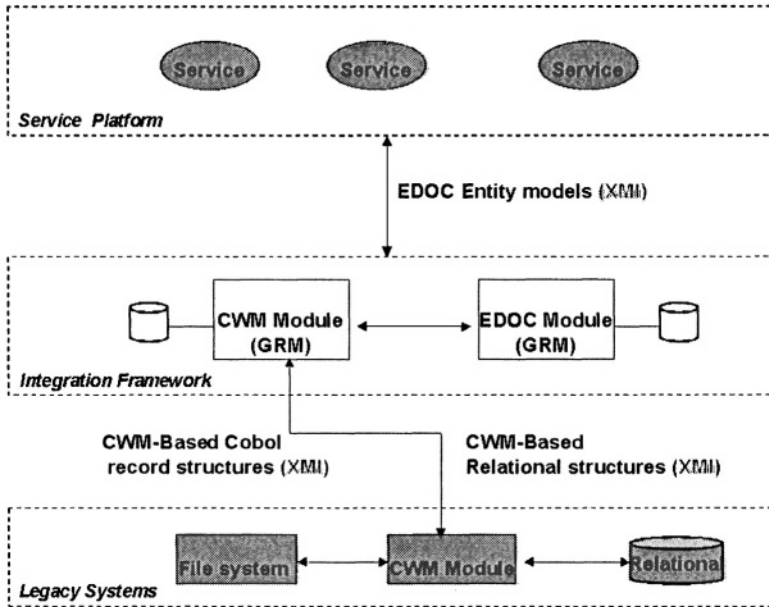 Service Service Service
Service Platform
EDOC Entity models (XMI)
CWM Module
(GRM)
EDOC Module
(GRM)
Integration Framework
CWM-Based Cobol
record structures (XMI)
CWM-Based
Relational structures (XMI)
File system
CWM Module
Relational
Legacy Systems